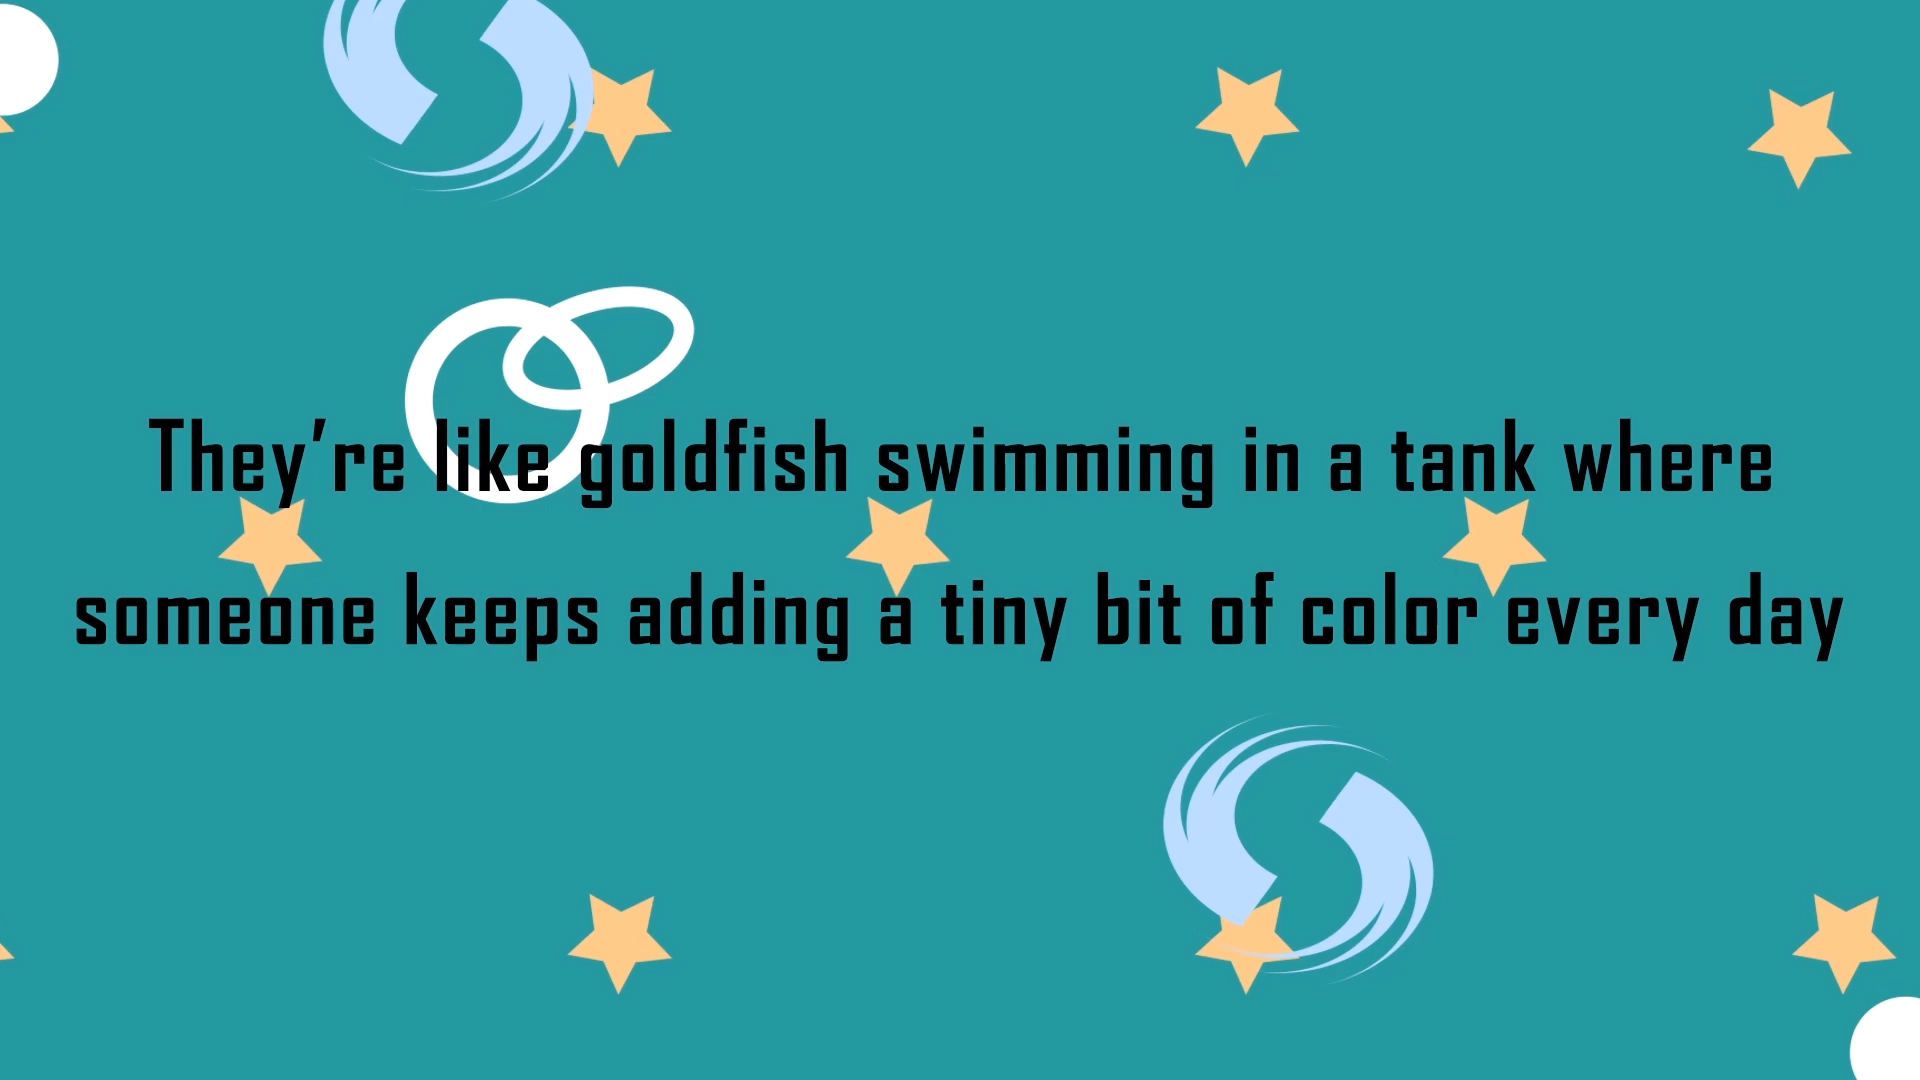 They’re like goldfish swimming in a tank where
someone keeps adding a tiny bit of color every day